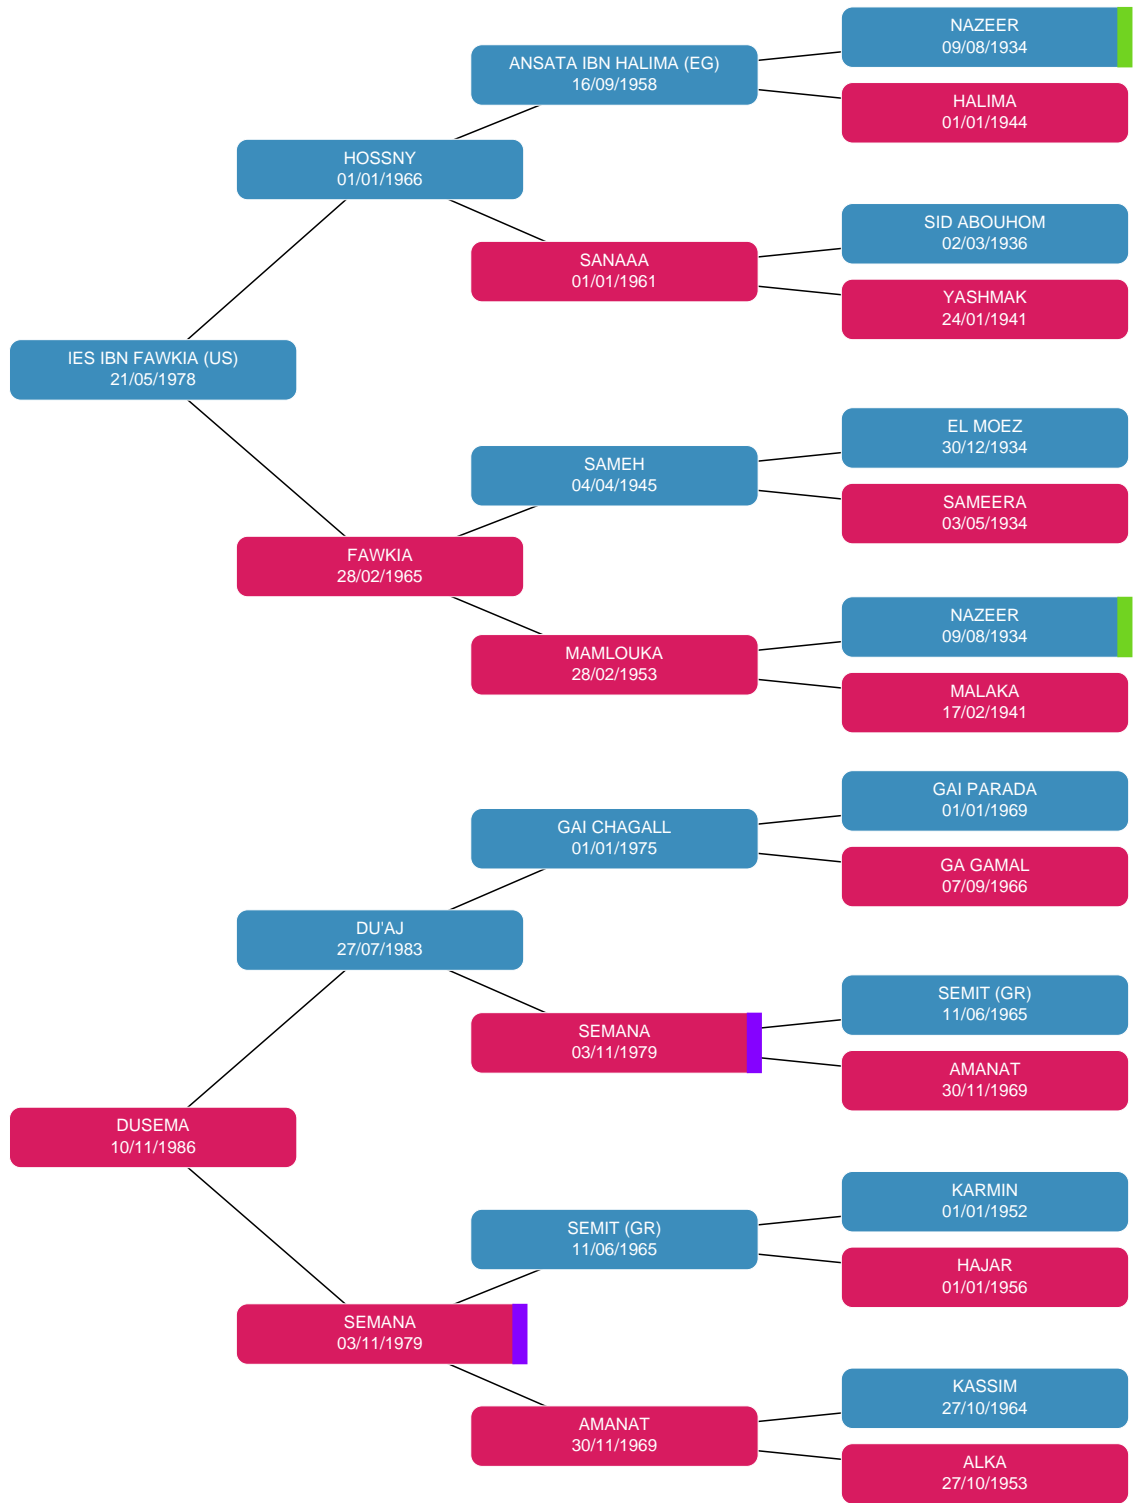 NAZEER
09/08/1934
ANSATA IBN HALIMA (EG)
16/09/1958
HALIMA
01/01/1944
HOSSNY
01/01/1966
SID ABOUHOM
02/03/1936
SANAAA
01/01/1961
YASHMAK
24/01/1941
IES IBN FAWKIA (US)
21/05/1978
EL MOEZ
30/12/1934
SAMEH
04/04/1945
SAMEERA
03/05/1934
FAWKIA
28/02/1965
NAZEER
09/08/1934
MAMLOUKA
28/02/1953
MALAKA
17/02/1941
GAI PARADA
01/01/1969
GAI CHAGALL
01/01/1975
GA GAMAL
07/09/1966
DU'AJ
27/07/1983
SEMIT (GR)
11/06/1965
SEMANA
03/11/1979
AMANAT
30/11/1969
DUSEMA
10/11/1986
KARMIN
01/01/1952
SEMIT (GR)
11/06/1965
HAJAR
01/01/1956
SEMANA
03/11/1979
KASSIM
27/10/1964
AMANAT
30/11/1969
ALKA
27/10/1953